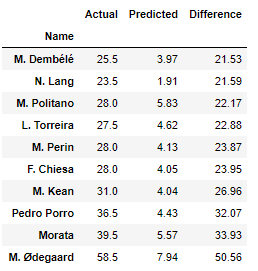 Actual Predicted Difference
Name
M. Dembélé 25.5 3.97 21.53
N. Lang 23.5 1.91 21.59
M. Politano 28.0 5.83 22.17
L. Torreira 27.5 4.62 22.88
M. Perin 28.0 4.13 23.87
F. Chiesa 28.0 4.05 23.95
M. Kean 31.0 4.04 26.96
Pedro Porro 36.5 4.43 32.07
Morata 39.5 5.57 33.93
M. Ødegaard 58.5 7.94 50.56